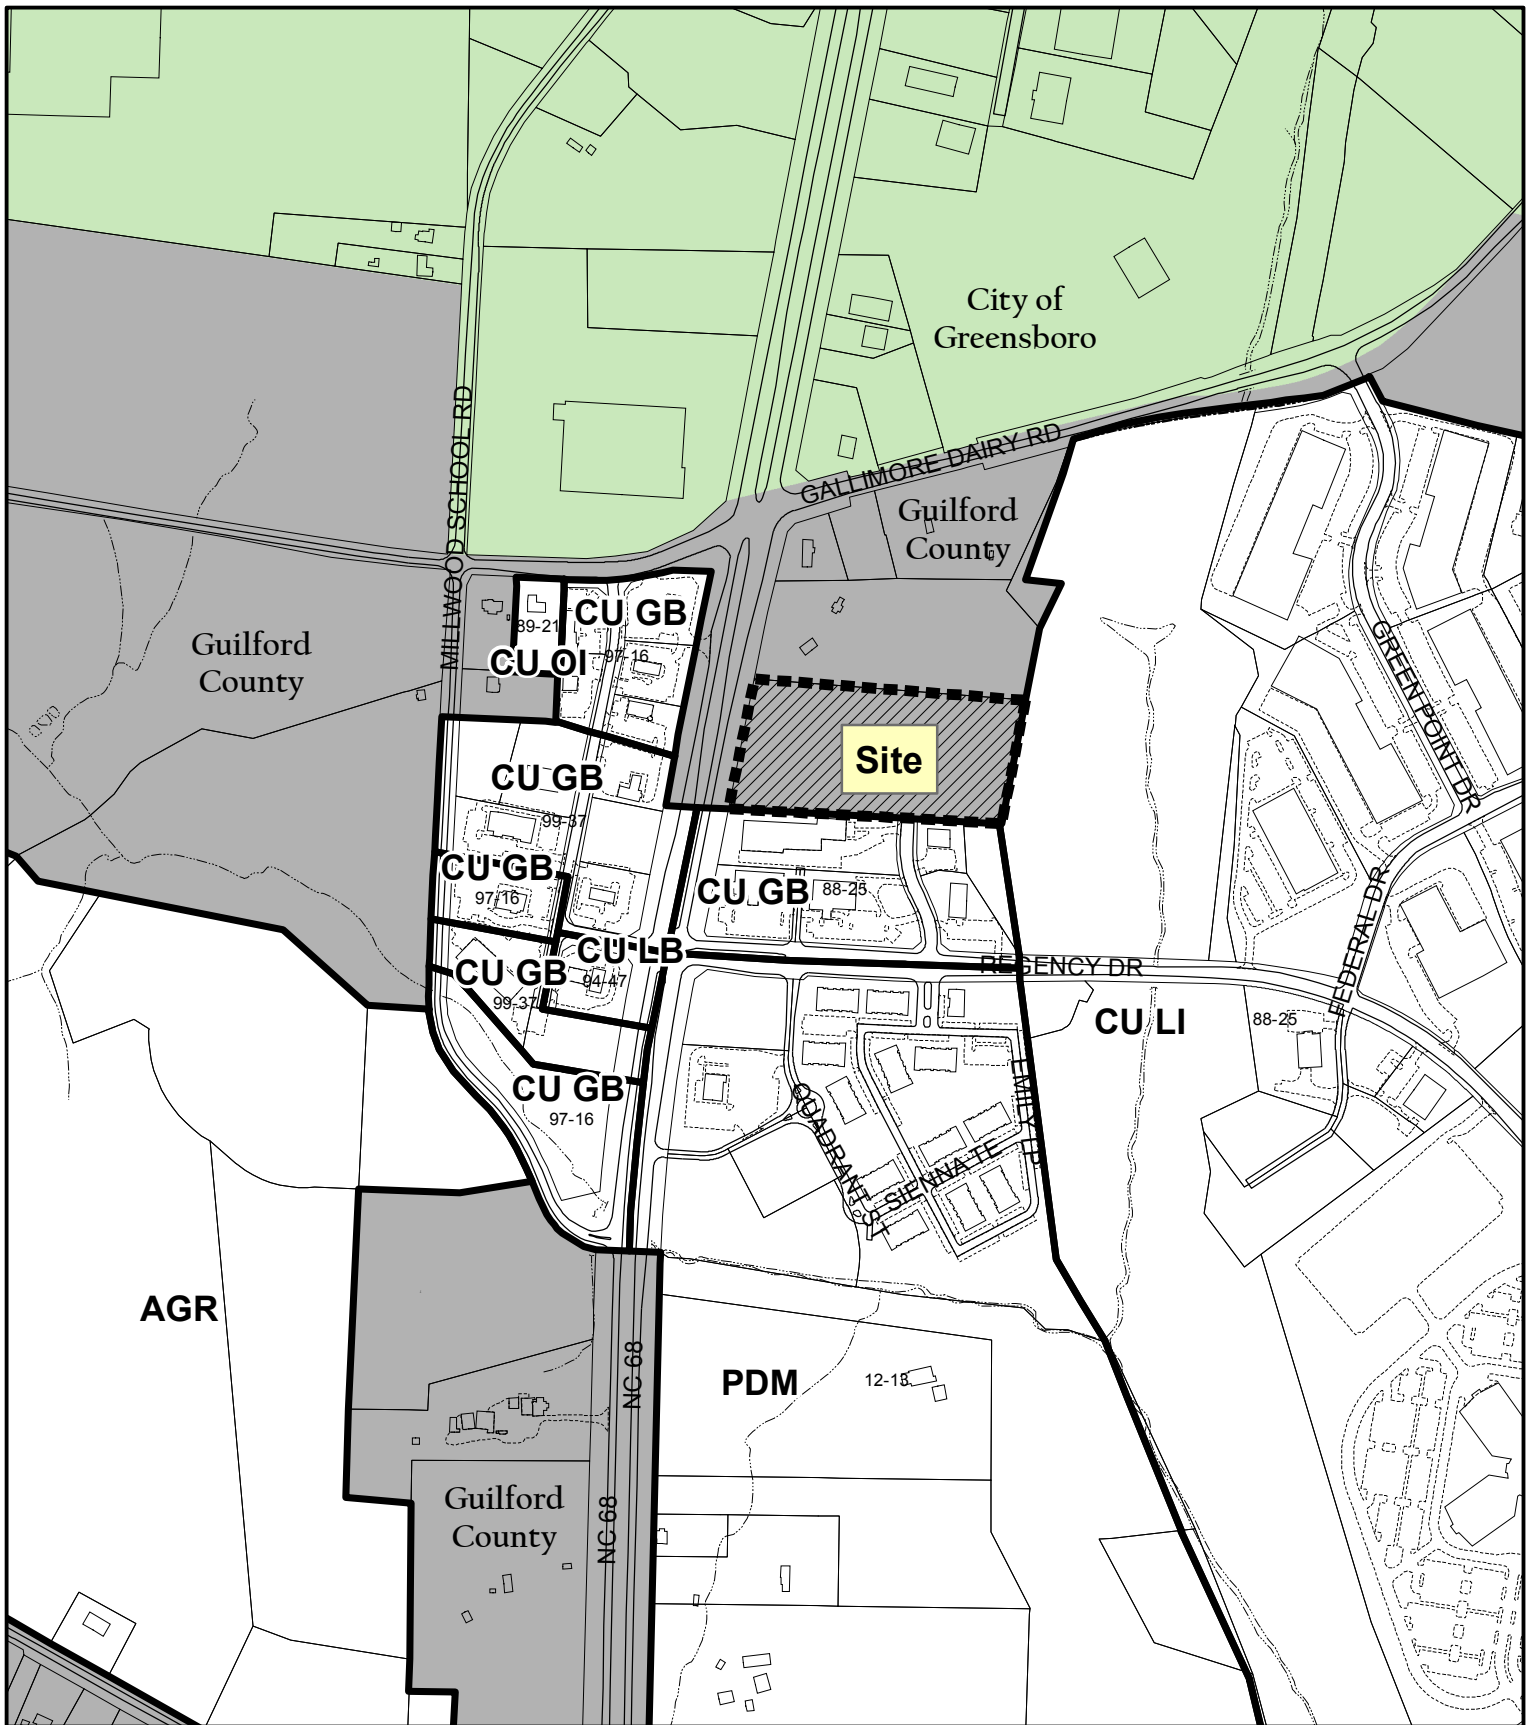 City of
Greensboro
MILLWOOD SCHOOL RD
GALLIMORE DAIRY RD
Guilford
County
CU GB
89-21
97-16
CU OI
Guilford
County
GREEN POINT DR
Site
CU GB
99-37
CU GB
97-16
CU GB
88-25
FEDERAL DR
CU LB
94-47
CU GB
99-37
REGENCY DR
CU LI
88-25
CU GB
97-16
QUADRANT ST
SIENNA TE
EMILY LP
AGR
NC 68
PDM
12-13
Guilford
County
NC 68